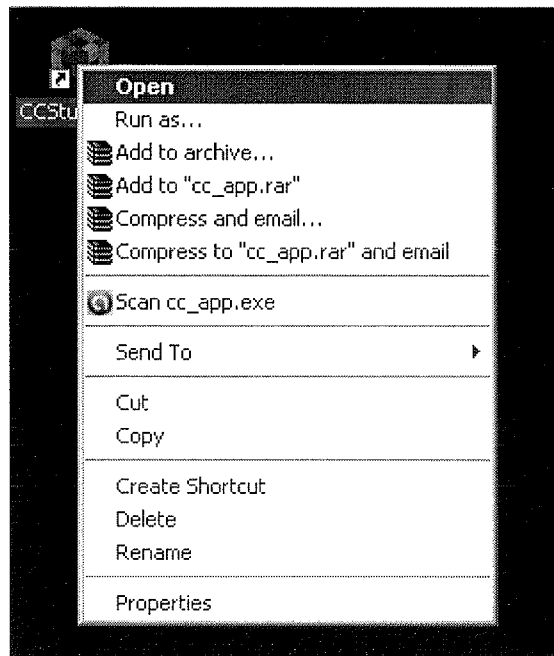 CCStu
Open
Run as...
Add to archive...
Add to "cc_app.rar"
Compress and email...
Compress to "cc_app.rar" and email
Scan cc_app.exe
Send To
Cut
Copy
Create Shortcut
Delete
Rename
Properties